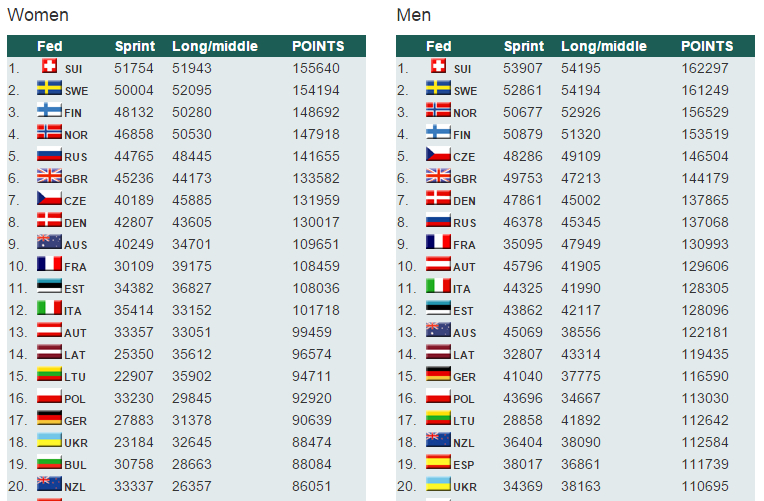 Women
Fed Sprint Long/middle POINTS
1. SUI 51754 51943 155640
2. SWE 50004 52095 154194
3. FIN 48132 50280 148692
4. NOR 46858 50530 147918
5. RUS 44765 48445 141655
6. GBR 45236 44173 133582
7. CZE 40189 45885 131959
8. DEN 42807 43605 130017
9. AUS 40249 34701 109651
10. FRA 30109 39175 108459
11. EST 34382 36827 108036
12. ITA 35414 33152 101718
13. AUT 33357 33051 99459
14. LAT 25350 35612 96574
15. LTU 22907 35902 94711
16. POL 33230 29845 92920
17. GER 27883 31378 90639
18. UKR 23184 32645 88474
19. BUL 30758 28663 88084
20. NZL 33337 26357 86051
Men
Fed Sprint Long/middle POINTS
1. SUI 53907 54195 162297
2. SWE 52861 54194 161249
3. NOR 50677 52926 156529
4. FIN 50879 51320 153519
5. CZE 48286 49109 146504
6. GBR 49753 47213 144179
7. DEN 47861 45002 137865
8. RUS 46378 45345 137068
9. FRA 35095 47949 130993
10. AUT 45796 41905 129606
11. ITA 44325 41990 128305
12. EST 43862 42117 128096
13. AUS 45069 38556 122181
14. LAT 32807 43314 119435
15. GER 41040 37775 116590
16. POL 43696 34667 113030
17. LTU 28858 41892 112642
18. NZL 36404 38090 112584
19. ESP 38017 36861 111739
20. UKR 34369 38163 110695